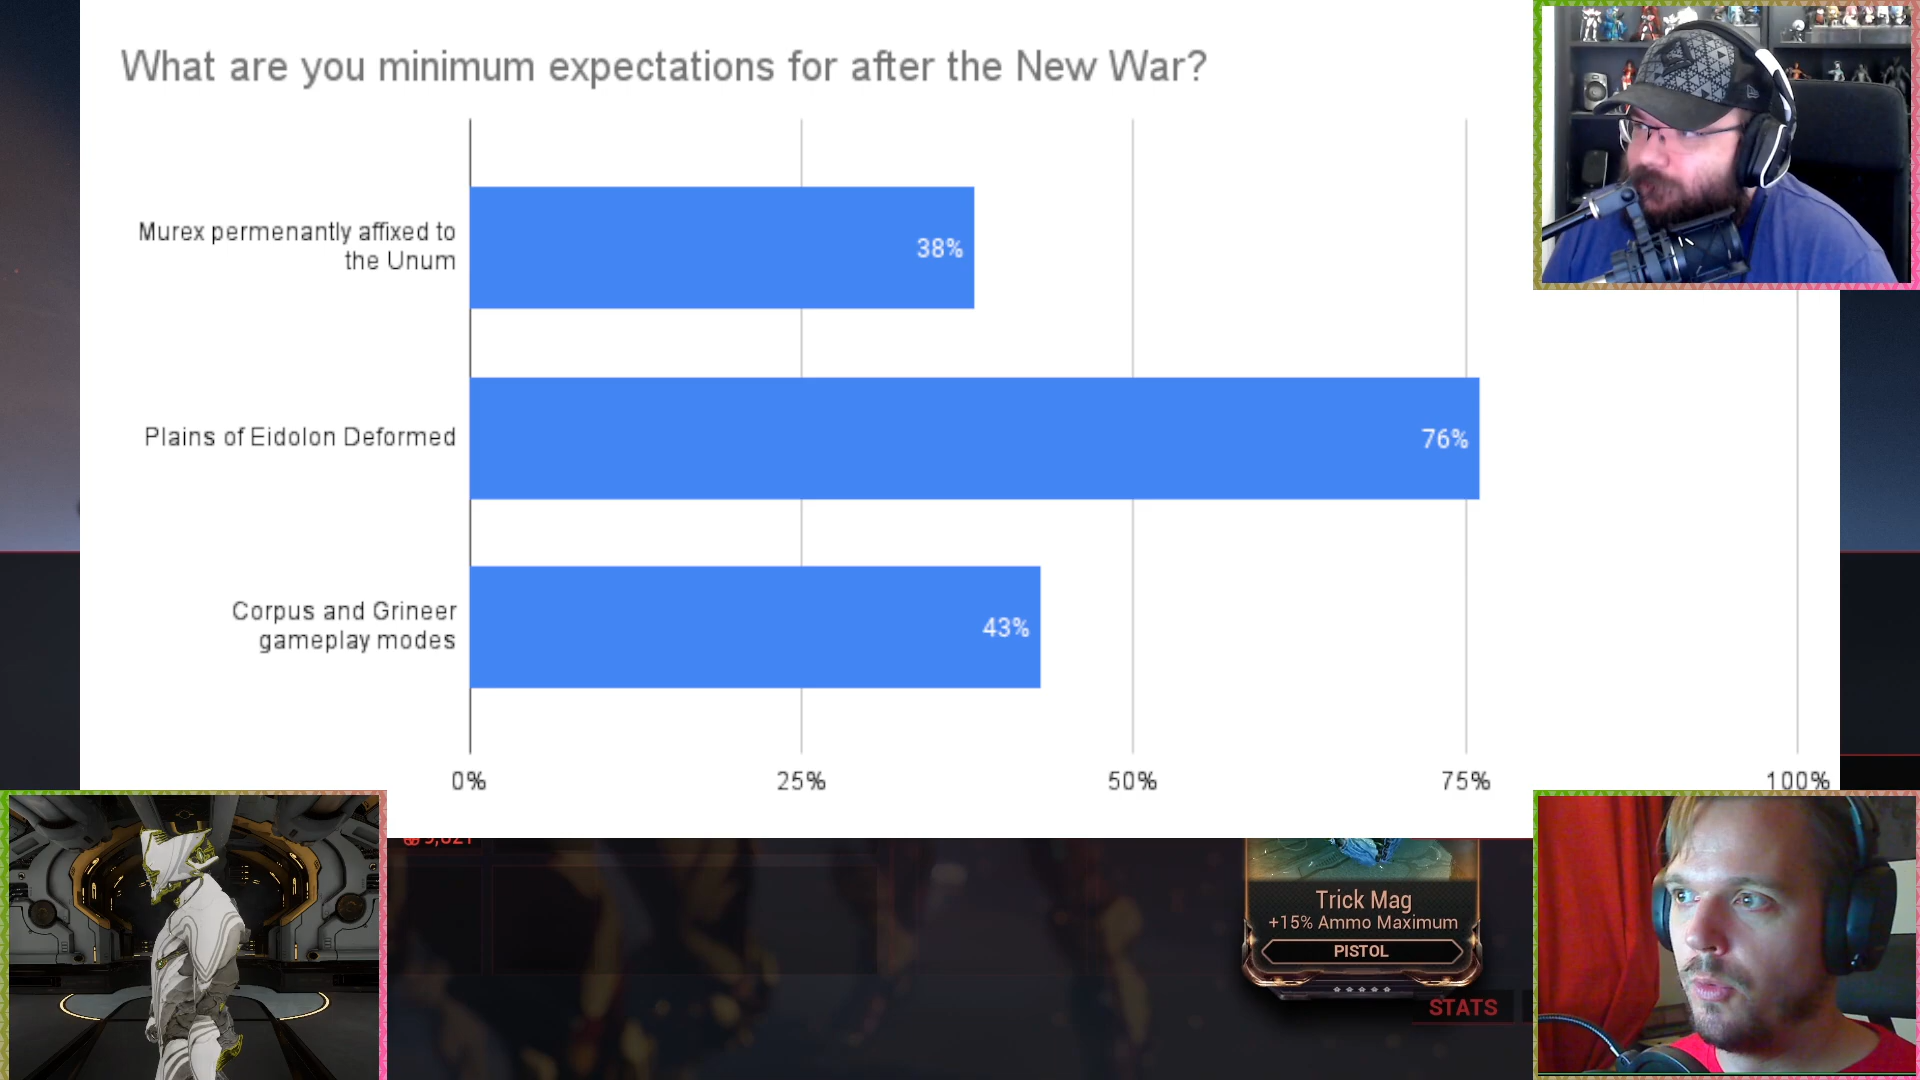 What are you minimum expectations for after the New War?
Murex permenantly affixed to
the Unum
38%
Plains of Eidolon Deformed
76%
Corpus and Grineer
gameplay modes
43%
0%
25%
50%
75%
100%
Trick Mag
+15% Ammo Maximum
PISTOL
STATS